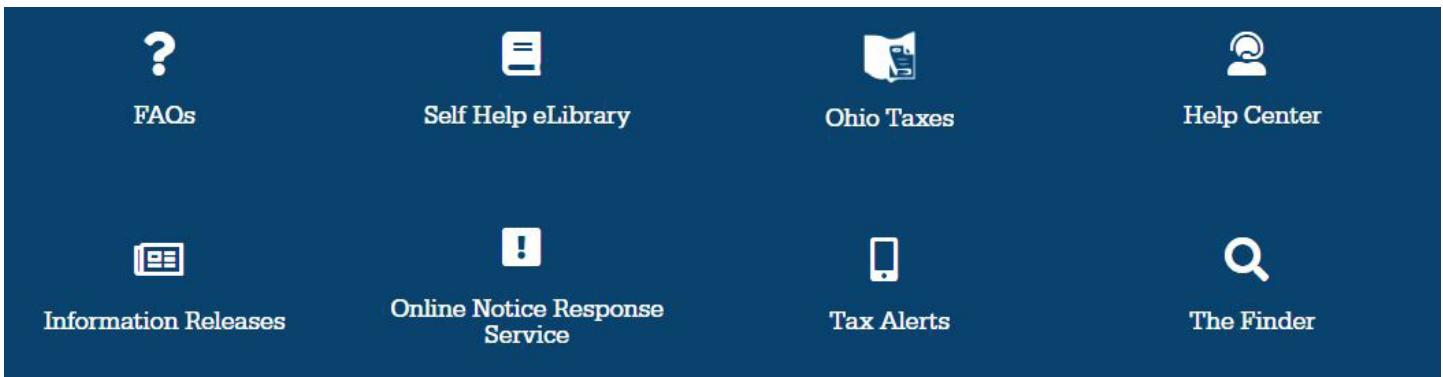 FAQs
Self Help eLibrary
Ohio Taxes
Help Center
Information Releases
Online Notice Response
Service
Tax Alerts
The Finder